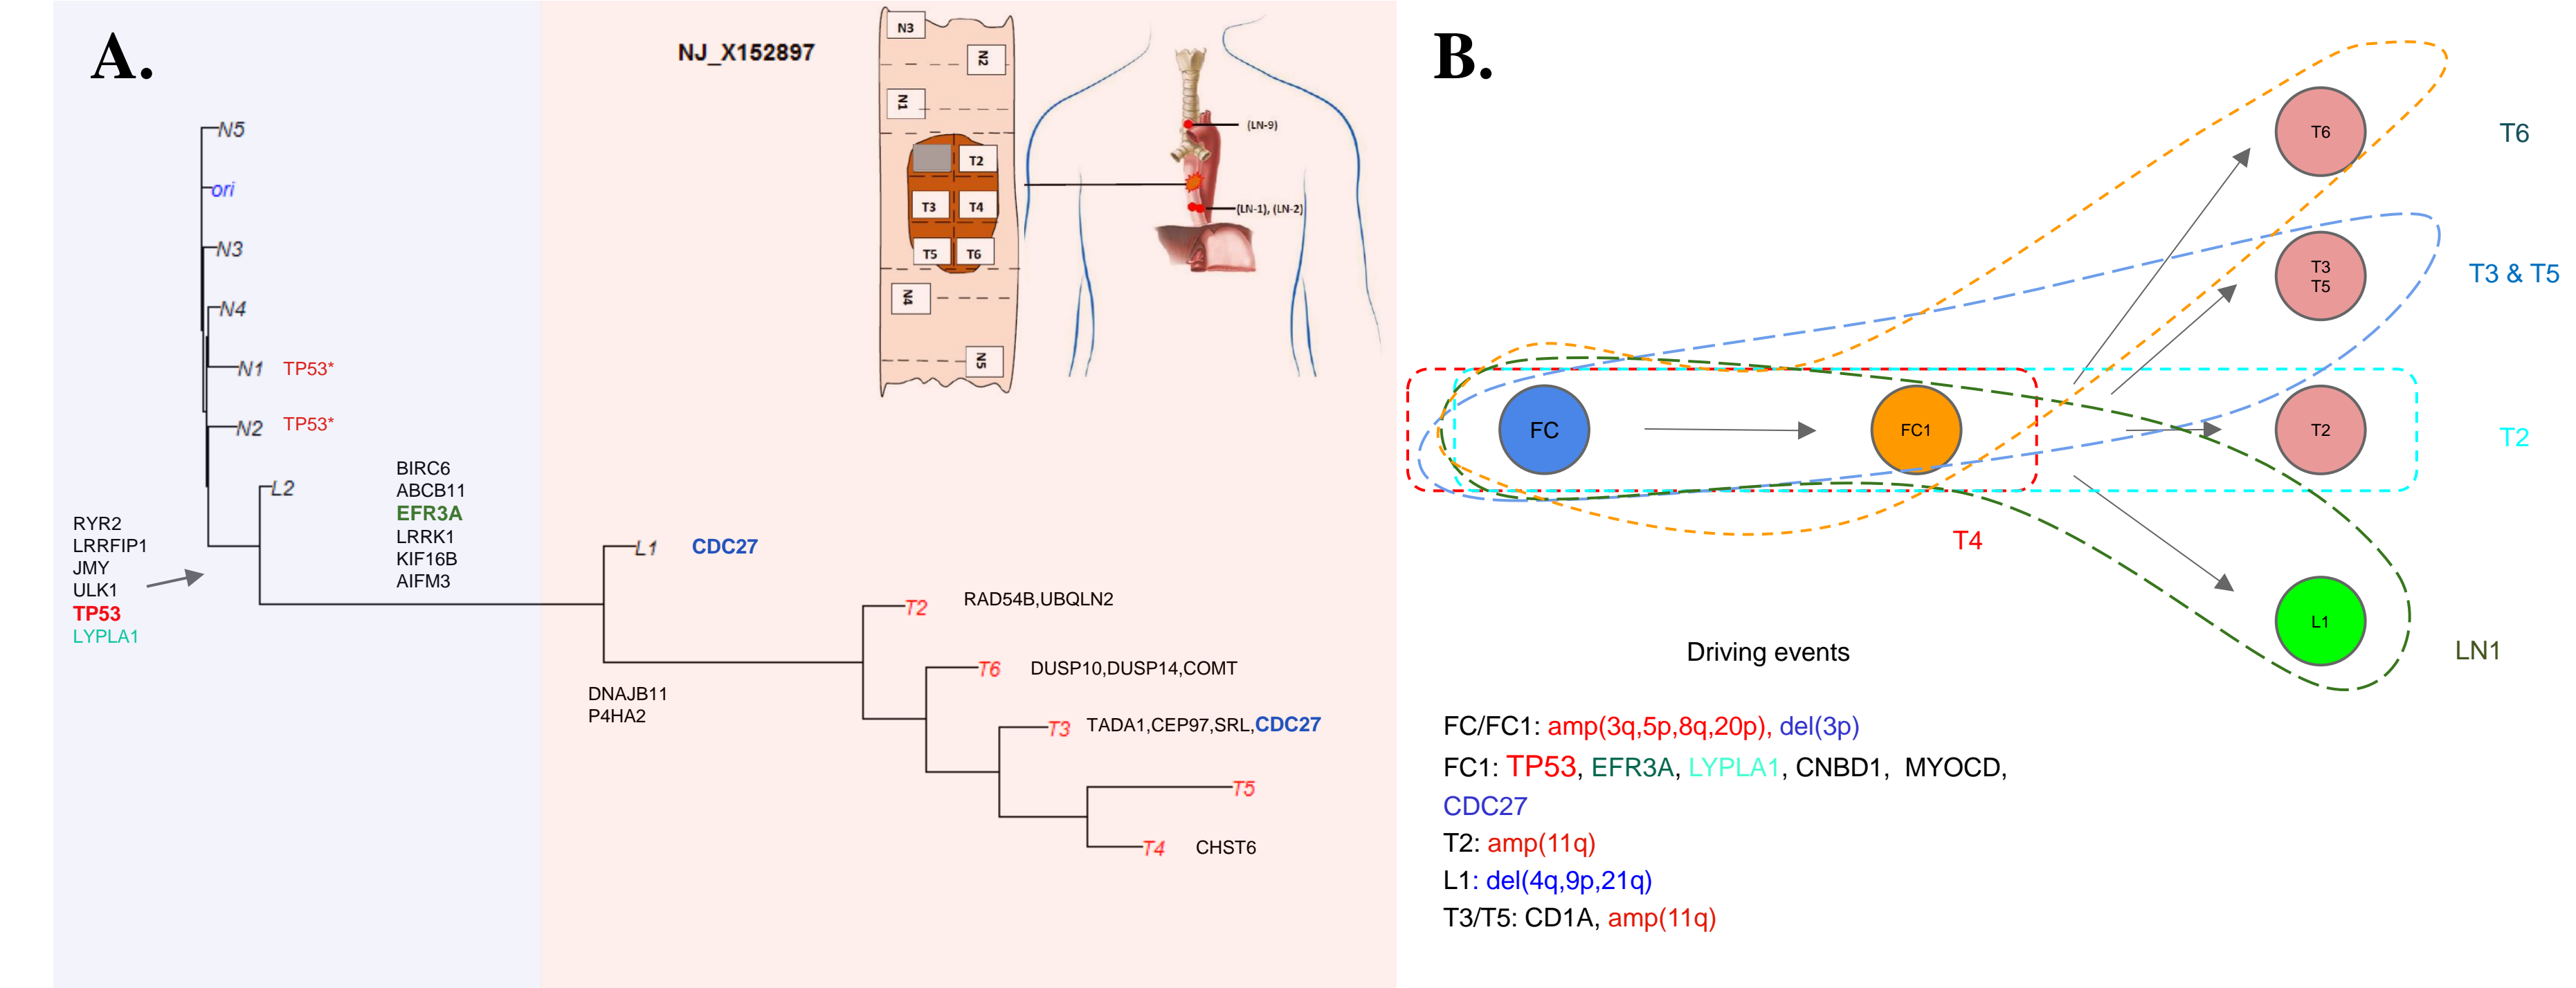 A.
NJ_X152897
N3
N2
N1
T2
T3
T4
T5
T6
N4
N5
(LN-9)
(LN-1), (LN-2)
N5
ori
N3
N4
N1 TP53*
N2 TP53*
L2
BIRC6
ABCB11
EFR3A
LRRK1
KIF16B
AIFM3
RYR2
LRRFIP1
JMY
ULK1
TP53
LYPLA1
L1 CDC27
T2 RAD54B,UBQLN2
T6 DUSP10,DUSP14,COMT
DNAJB11
P4HA2
T3 TADA1,CEP97,SRL,CDC27
T5
T4 CHST6
B.
T6
T6
T3
T5
T3 & T5
FC
FC1
T2
T2
T4
L1
LN1
Driving events
FC/FC1: amp(3q,5p,8q,20p), del(3p)
FC1: TP53, EFR3A, LYPLA1, CNBD1, MYOCD,
CDC27
T2: amp(11q)
L1: del(4q,9p,21q)
T3/T5: CD1A, amp(11q)